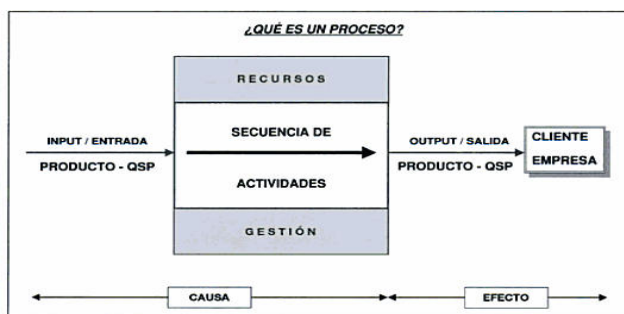 ¿QUÉ ES UN PROCESO?
RECURSOS
INPUT / ENTRADA
PRODUCTO - QSP
SECUENCIA DE
ACTIVIDADES
OUTPUT / SALIDA
PRODUCTO - QSP
CLIENTE
EMPRESA
GESTIÓN
CAUSA
EFECTO